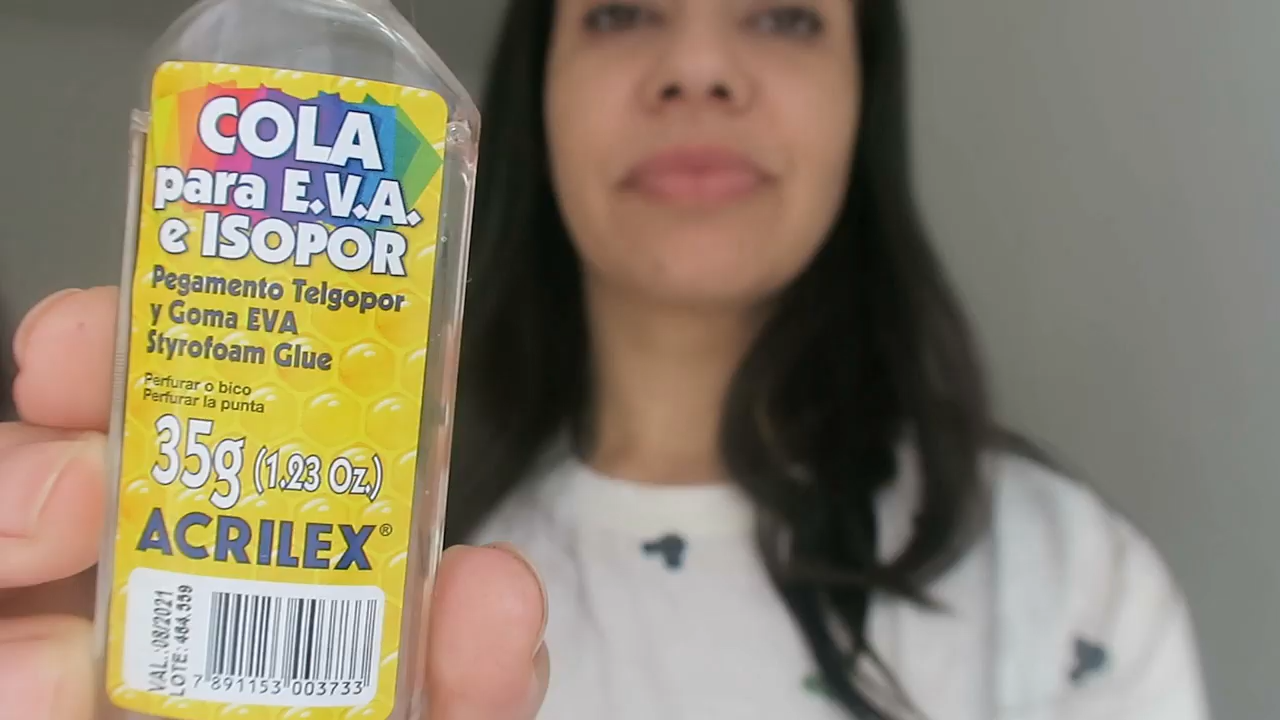 COLA
para E.V.A.
e ISOPOR
Pegamento Telgopor
y Goma EVA
Styrofoam Glue
Perfurar o bico
Perfurar la punta
35g (1.23 Oz.)
ACRILEX®
VAL.:08/2021
LOTE: 484.559
7 891153 003733